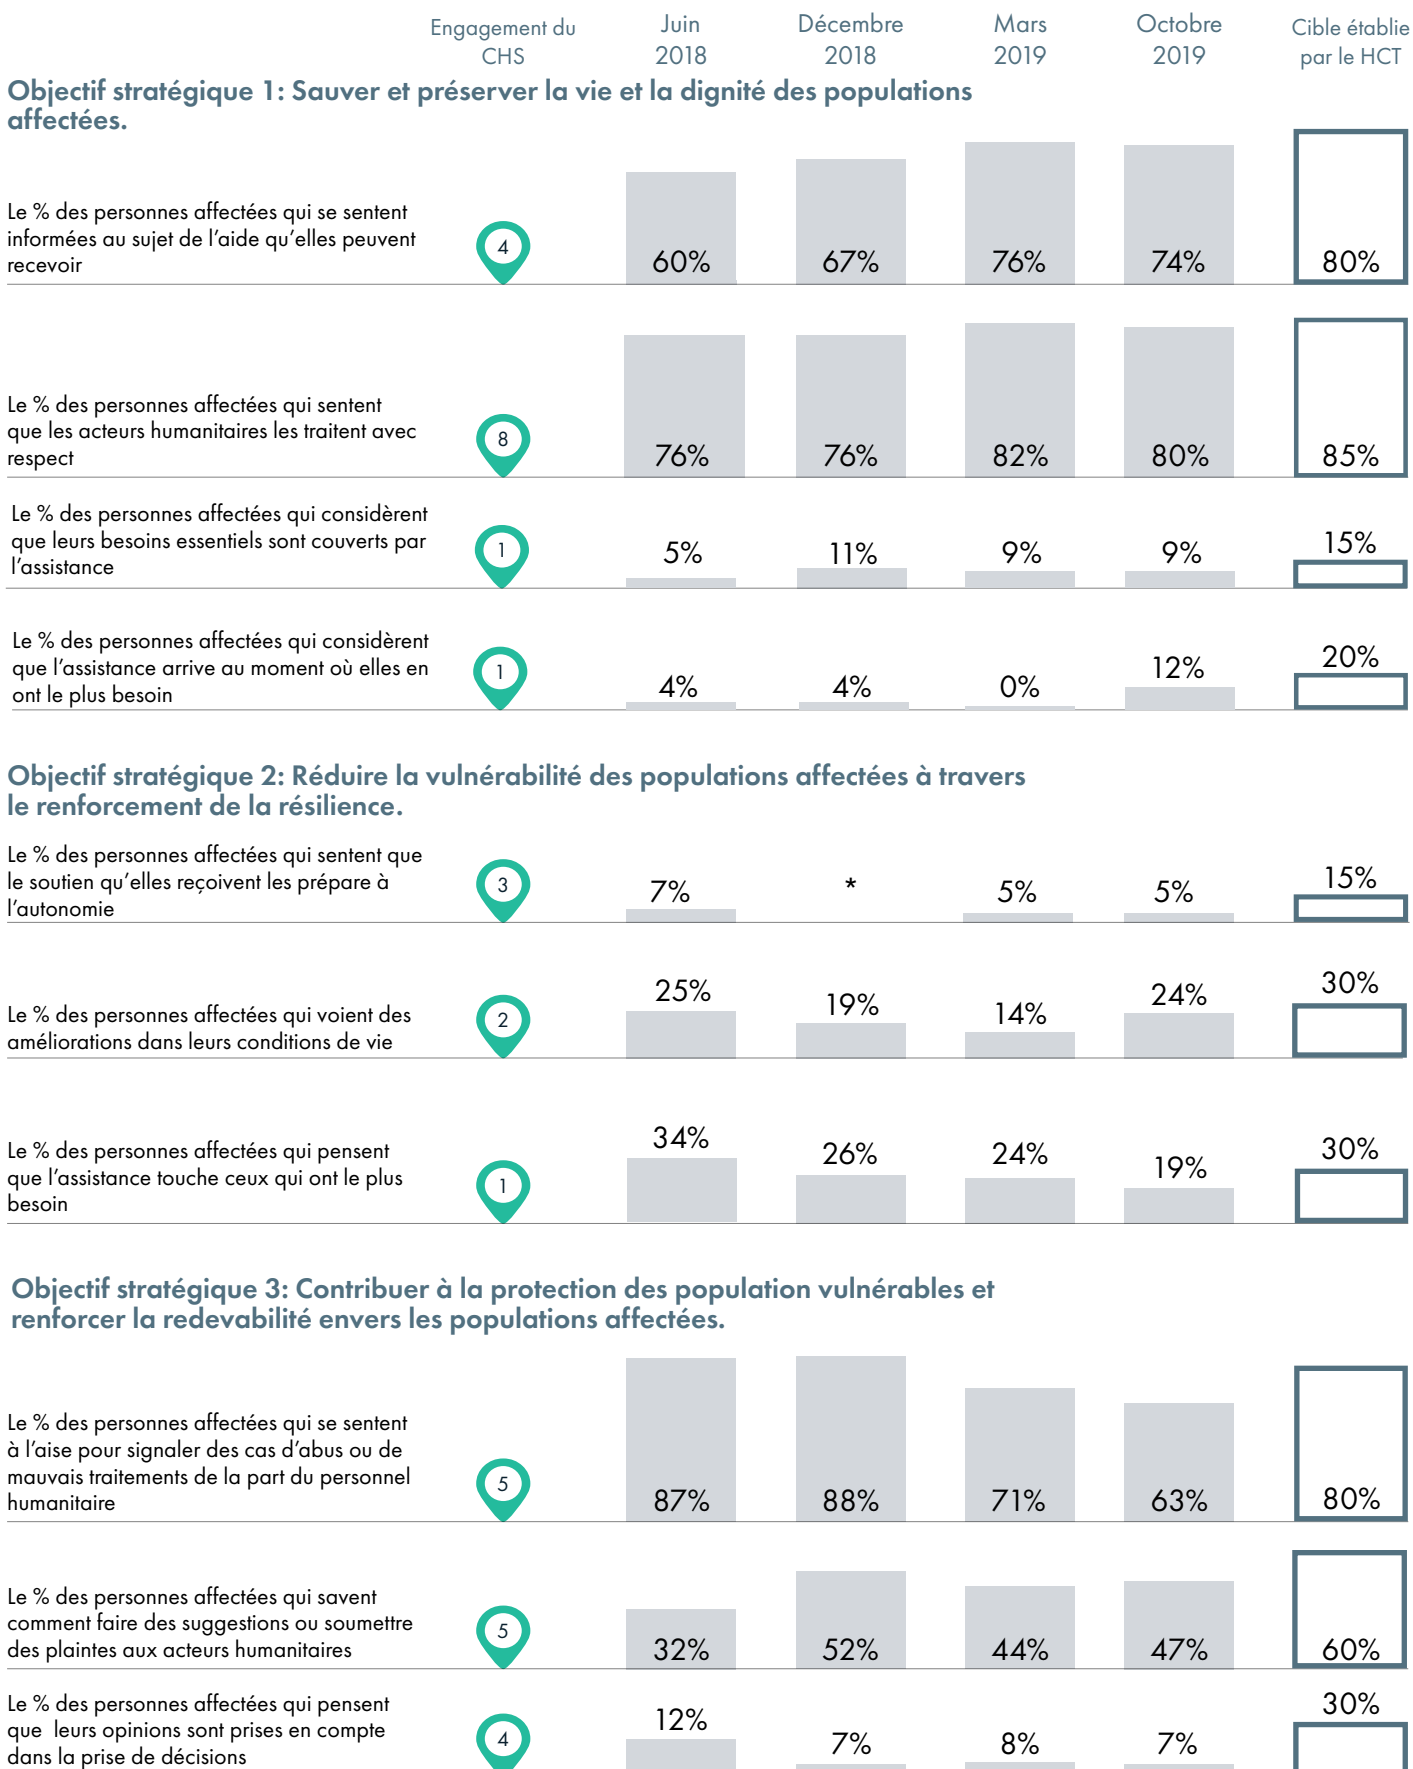 Engagement du
CHS
Juin
2018
Décembre
2018
Mars
2019
Octobre
2019
Cible établie
par le HCT
Objectif stratégique 1: Sauver et préserver la vie et la dignité des populations
affectées.
Le % des personnes affectées qui se sentent
informées au sujet de l’aide qu’elles peuvent
recevoir
4
60%
67%
76%
74%
80%
Le % des personnes affectées qui sentent
que les acteurs humanitaires les traitent avec
respect
8
76%
76%
82%
80%
85%
Le % des personnes affectées qui considèrent
que leurs besoins essentiels sont couverts par
l’assistance
1
5%
11%
9%
9%
15%
Le % des personnes affectées qui considèrent
que l’assistance arrive au moment où elles en
ont le plus besoin
1
4%
4%
0%
12%
20%
Objectif stratégique 2: Réduire la vulnérabilité des populations affectées à travers
le renforcement de la résilience.
Le % des personnes affectées qui sentent que
le soutien qu’elles reçoivent les prépare à
l’autonomie
3
7%
*
5%
5%
15%
Le % des personnes affectées qui voient des
améliorations dans leurs conditions de vie
2
25%
19%
14%
24%
30%
Le % des personnes affectées qui pensent
que l’assistance touche ceux qui ont le plus
besoin
1
34%
26%
24%
19%
30%
Objectif stratégique 3: Contribuer à la protection des population vulnérables et
renforcer la redevabilité envers les populations affectées.
Le % des personnes affectées qui se sentent
à l’aise pour signaler des cas d’abus ou de
mauvais traitements de la part du personnel
humanitaire
5
87%
88%
71%
63%
80%
Le % des personnes affectées qui savent
comment faire des suggestions ou soumettre
des plaintes aux acteurs humanitaires
5
32%
52%
44%
47%
60%
Le % des personnes affectées qui pensent
que leurs opinions sont prises en compte
dans la prise de décisions
4
12%
7%
8%
7%
30%